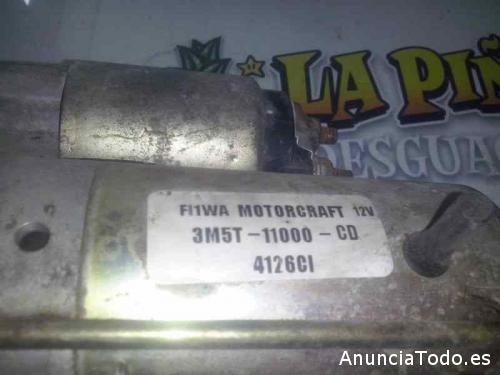 LA PIÑ
DESGUA
FI1WA MOTORCRAFT 12V
3M5T-11000-CD
4126CI
AnunciaTodo.es